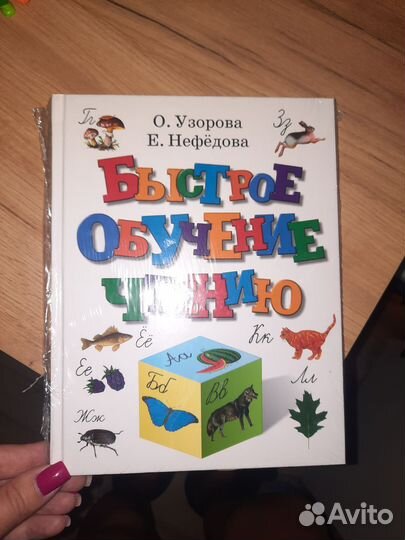 О. Узорова
Е. Нефёдова
Гг
Зз
БЫСТРОЕ
ОБУЧЕНИЕ
ЧТЕНИЮ
Ёё
Кк
Ее
Аа
Бб
Вв
Лл
Жж
Avito